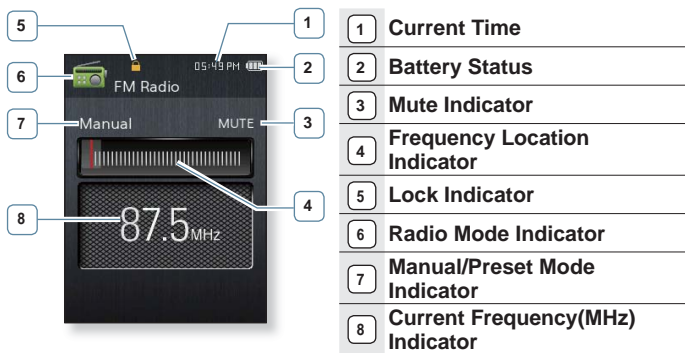 5
1
05:49 PM
6
2
FM Radio
7
Manual
MUTE
3
8
4
87.5MHz
1 Current Time
2 Battery Status
3 Mute Indicator
4 Frequency Location
Indicator
5 Lock Indicator
6 Radio Mode Indicator
7 Manual/Preset Mode
Indicator
8 Current Frequency(MHz)
Indicator